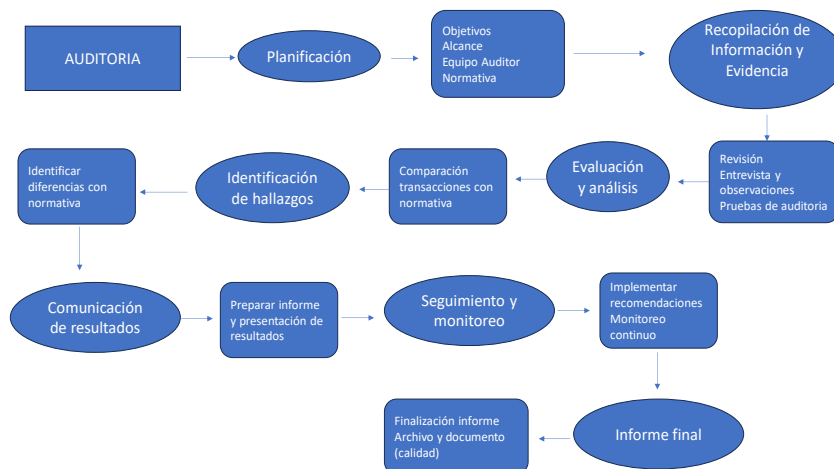 AUDITORIA
Planificación
Objetivos
Alcance
Equipo Auditor
Normativa
Recopilación de
Información y
Evidencia
Revisión
Entrevista y
observaciones
Pruebas de auditoria
Evaluación
y análisis
Comparación
transacciones con
normativa
Identificación
de hallazgos
Identificar
diferencias con
normativa
Comunicación
de resultados
Preparar informe
y presentación de
resultados
Seguimiento y
monitoreo
Implementar
recomendaciones
Monitoreo
continuo
Informe final
Finalización informe
Archivo y documento
(calidad)